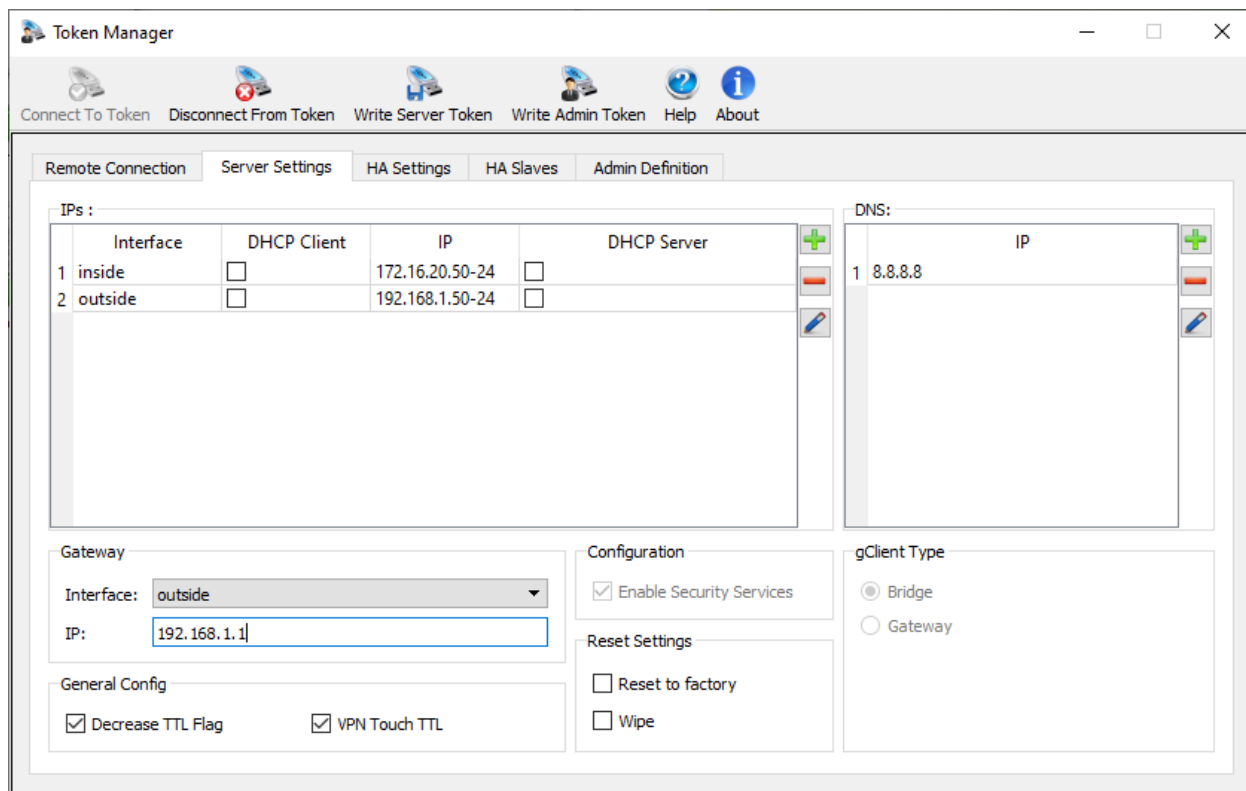 Token Manager
Connect To Token Disconnect From Token Write Server Token Write Admin Token Help About
Remote Connection Server Settings HA Settings HA Slaves Admin Definition
IPs :
Interface DHCP Client IP DHCP Server
1 inside 172.16.20.50-24
2 outside 192.168.1.50-24
DNS:
IP
1 8.8.8.8
Gateway
Interface: outside
IP: 192.168.1.1
Configuration
Enable Security Services
gClient Type
Bridge
Gateway
Reset Settings
Reset to factory
Wipe
General Config
Decrease TTL Flag VPN Touch TTL